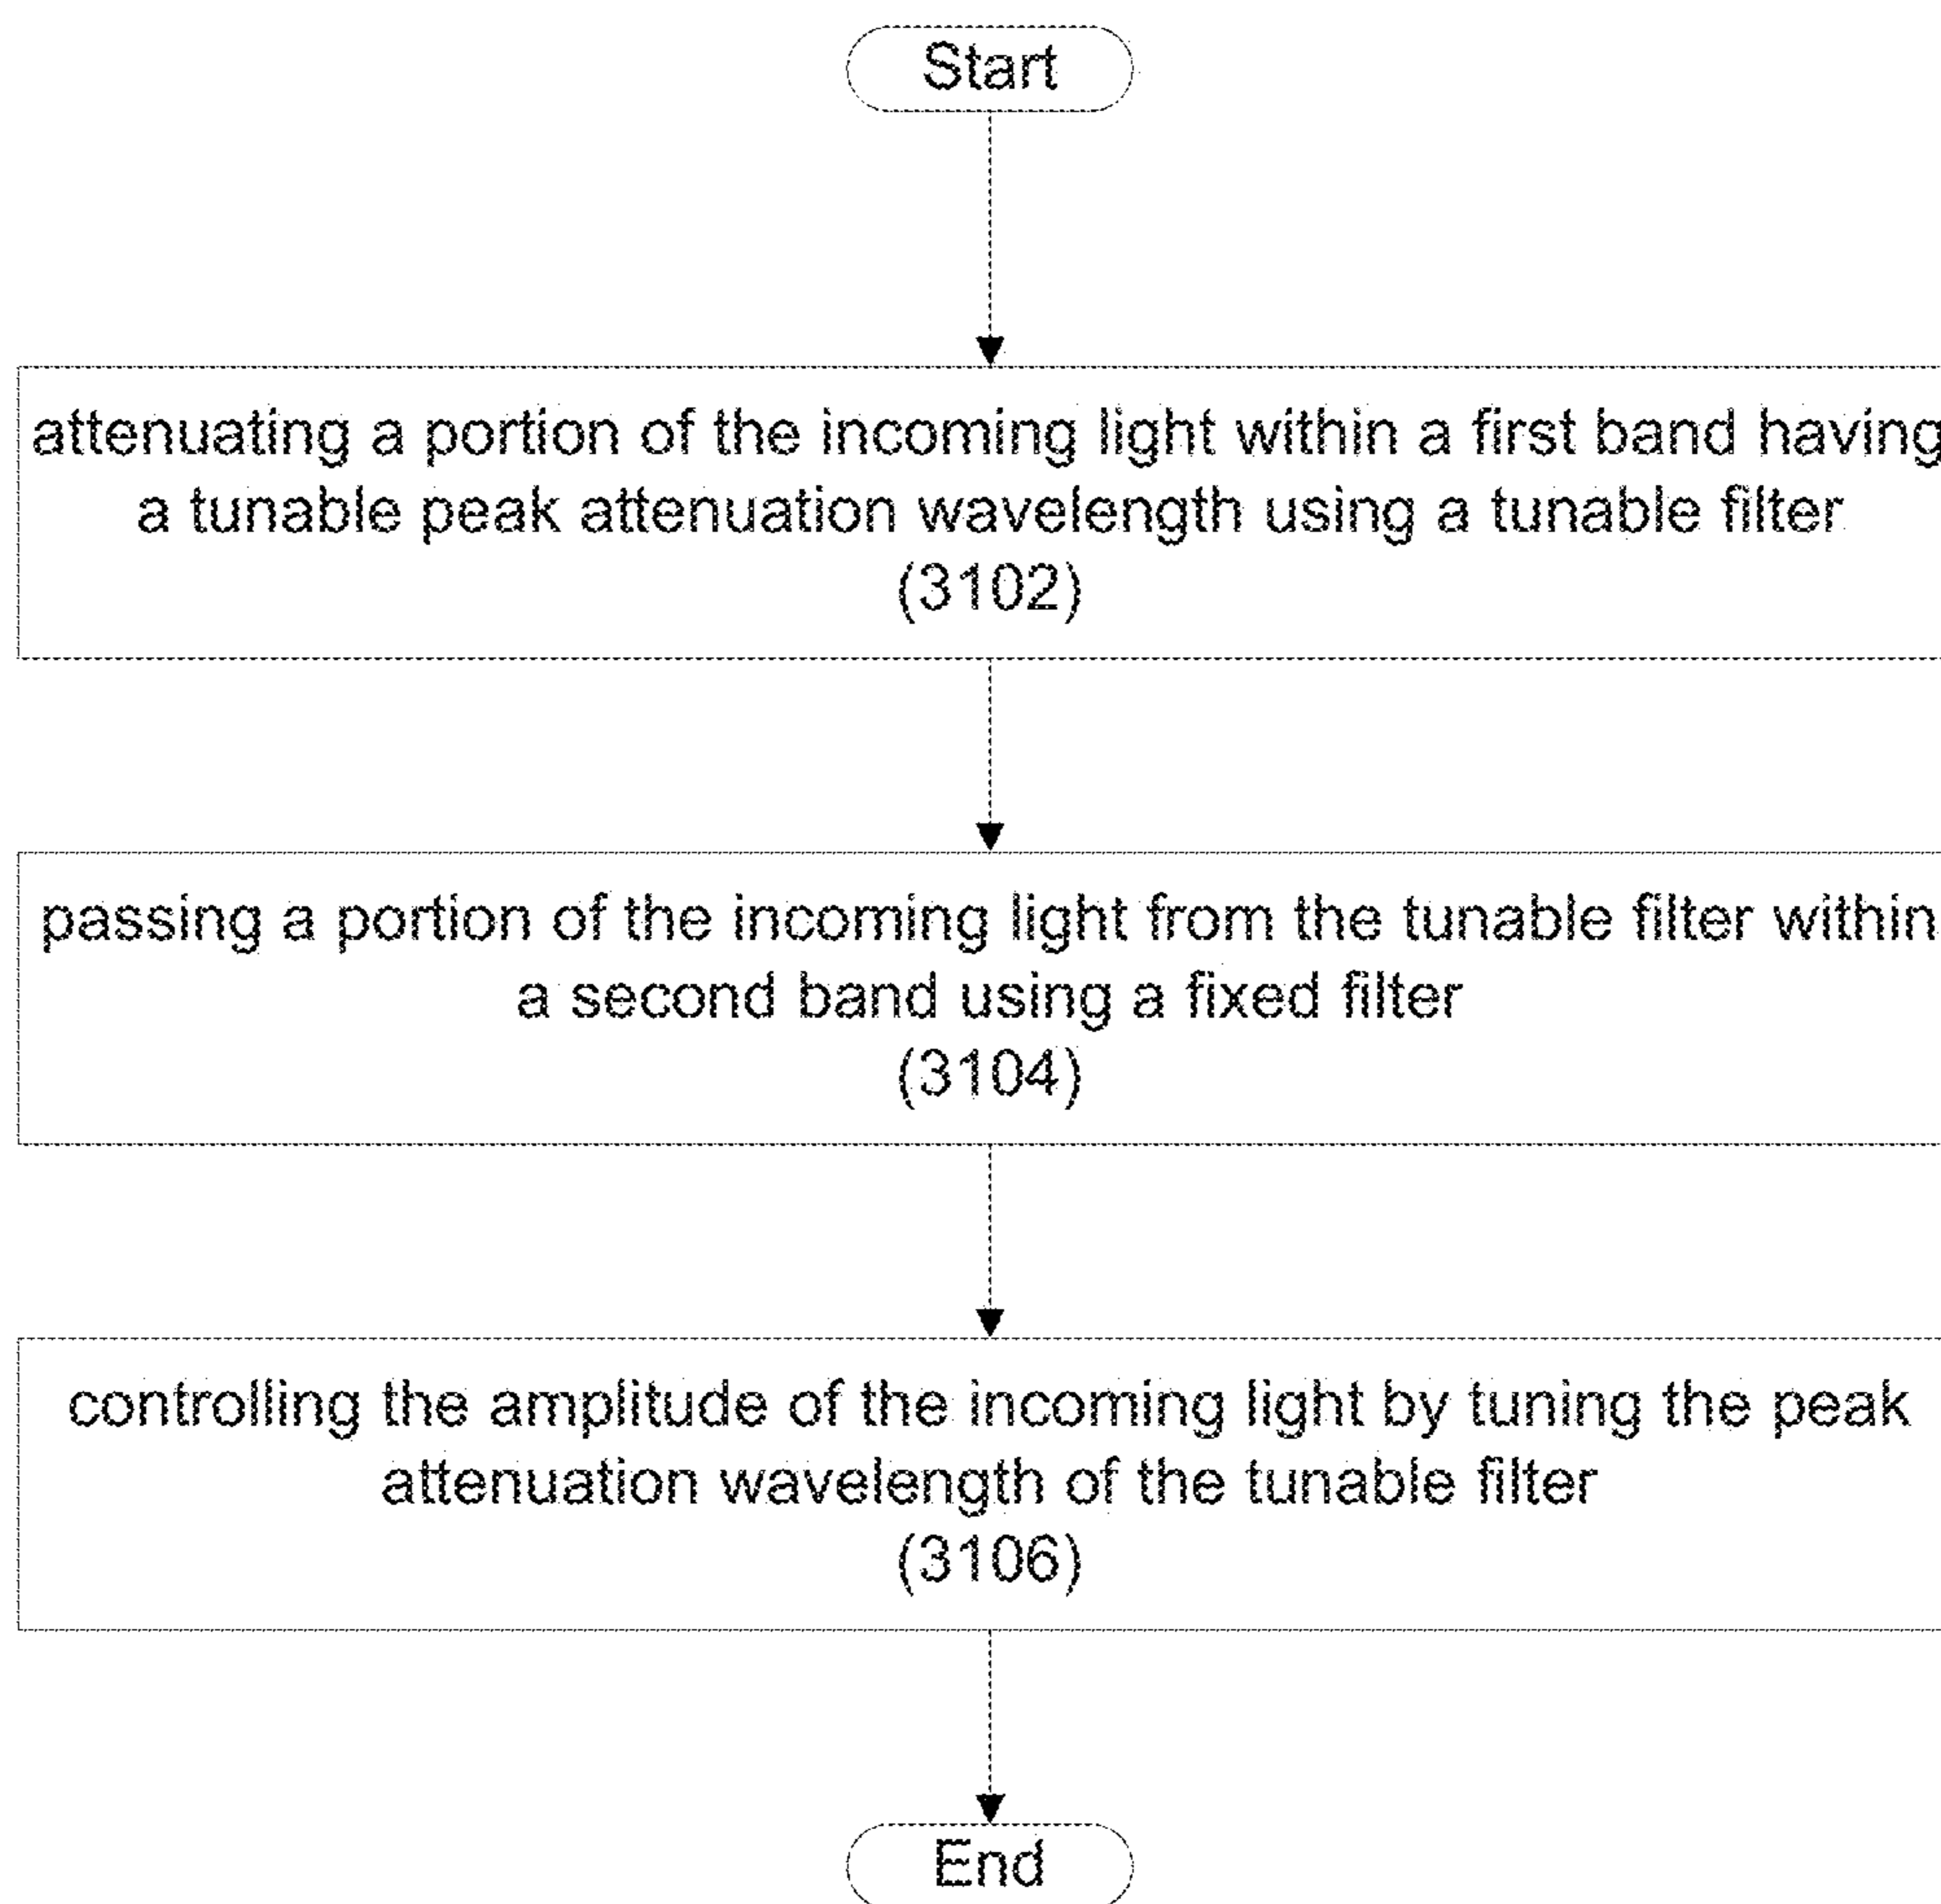 Start
attenuating a portion of the incoming light within a first band having
a tunable peak attenuation wavelength using a tunable filter
(3102)
passing a portion of the incoming light from the tunable filter within
a second band using a fixed filter
(3104)
controlling the amplitude of the incoming light by tuning the peak
attenuation wavelength of the tunable filter
(3106)
End